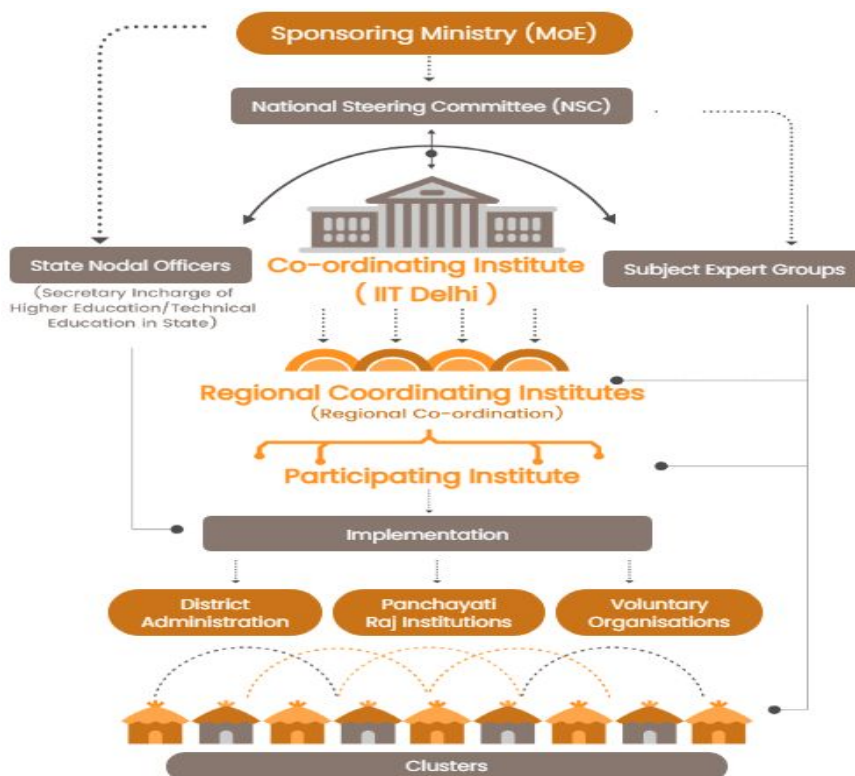 Sponsoring Ministry (MoE)
National Steering Committee (NSC)
State Nodal Officers
(Secretary Incharge of
Higher Education/Technical
Education in State)
Co-ordinating Institute
( IIT Delhi )
Subject Expert Groups
Regional Coordinating Institutes
(Regional Co-ordination)
Participating Institute
Implementation
District
Administration
Panchayati
Raj Institutions
Voluntary
Organisations
Clusters